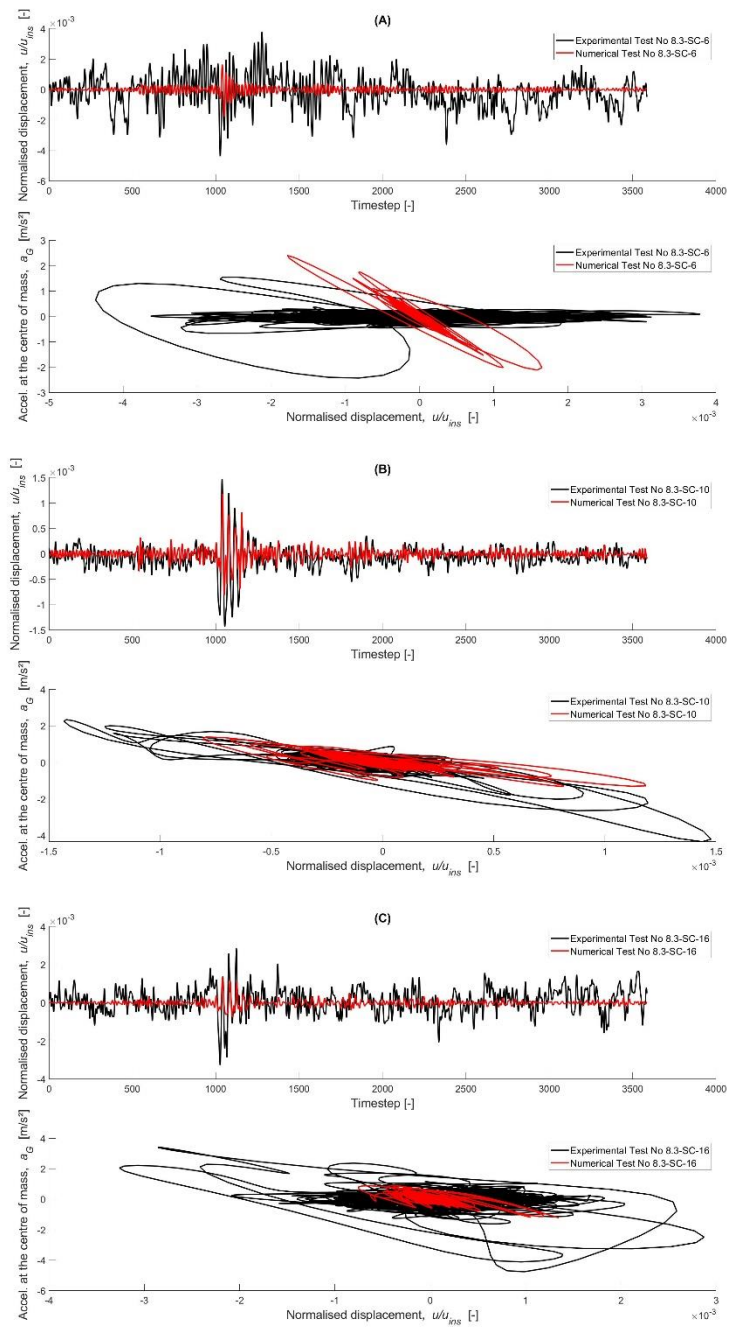 (A)
×10⁻³
Normalised displacement, u/u_ins [-]
4
2
0
-2
-4
-6
Experimental Test No 8.3-SC-6
Numerical Test No 8.3-SC-6
0 500 1000 1500 2000 2500 3000 3500 4000
Timestep [-]
Accel. at the centre of mass, a_G [m/s²]
3
2
1
0
-1
-2
-3
Experimental Test No 8.3-SC-6
Numerical Test No 8.3-SC-6
-5 -4 -3 -2 -1 0 1 2 3 4
Normalised displacement, u/u_ins [-]
×10⁻³
(B)
×10⁻³
Normalised displacement, u/u_ins [-]
1.5
1
0.5
0
-0.5
-1
-1.5
Experimental Test No 8.3-SC-10
Numerical Test No 8.3-SC-10
0 500 1000 1500 2000 2500 3000 3500 4000
Timestep [-]
Accel. at the centre of mass, a_G [m/s²]
4
2
0
-2
-4
Experimental Test No 8.3-SC-10
Numerical Test No 8.3-SC-10
-1.5 -1 -0.5 0 0.5 1 1.5
Normalised displacement, u/u_ins [-]
×10⁻³
(C)
×10⁻³
Normalised displacement, u/u_ins [-]
4
2
0
-2
-4
Experimental Test No 8.3-SC-16
Numerical Test No 8.3-SC-16
0 500 1000 1500 2000 2500 3000 3500 4000
Timestep [-]
Accel. at the centre of mass, a_G [m/s²]
4
2
0
-2
-4
-6
Experimental Test No 8.3-SC-16
Numerical Test No 8.3-SC-16
-4 -3 -2 -1 0 1 2 3
Normalised displacement, u/u_ins [-]
×10⁻³